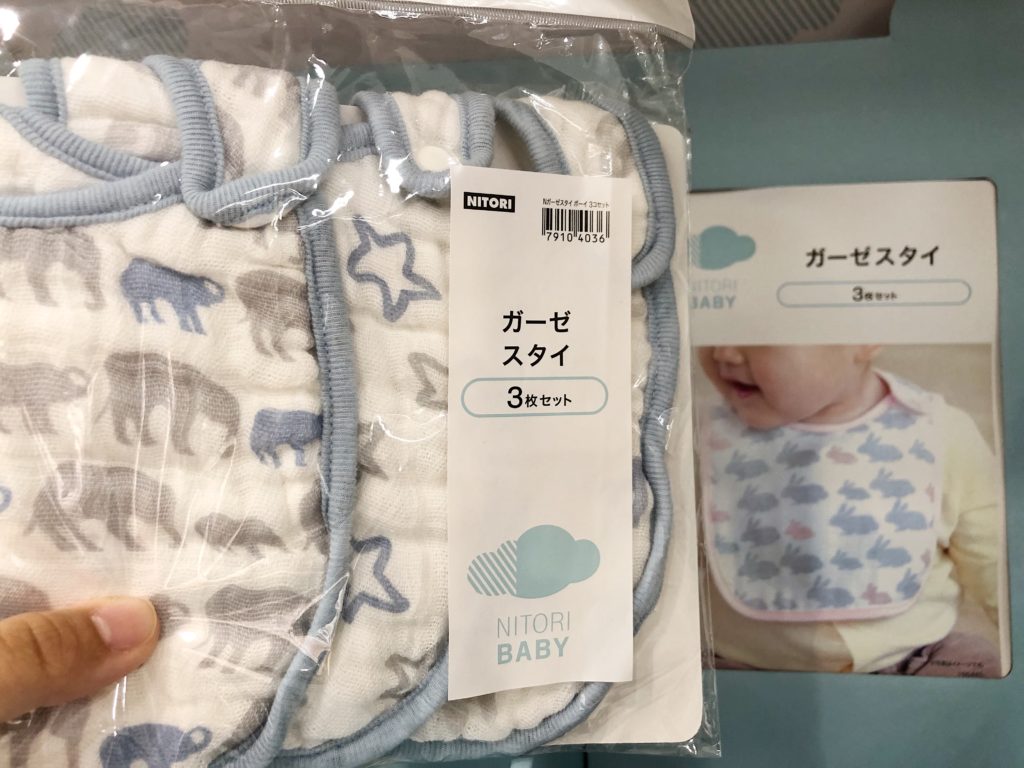 NITORI
Nガーゼスタイ ボーイ 3コセット
7910 4036
ガーゼ
スタイ
3枚セット
NITORI
BABY
ガーゼスタイ
3枚セット
NITORI
BABY